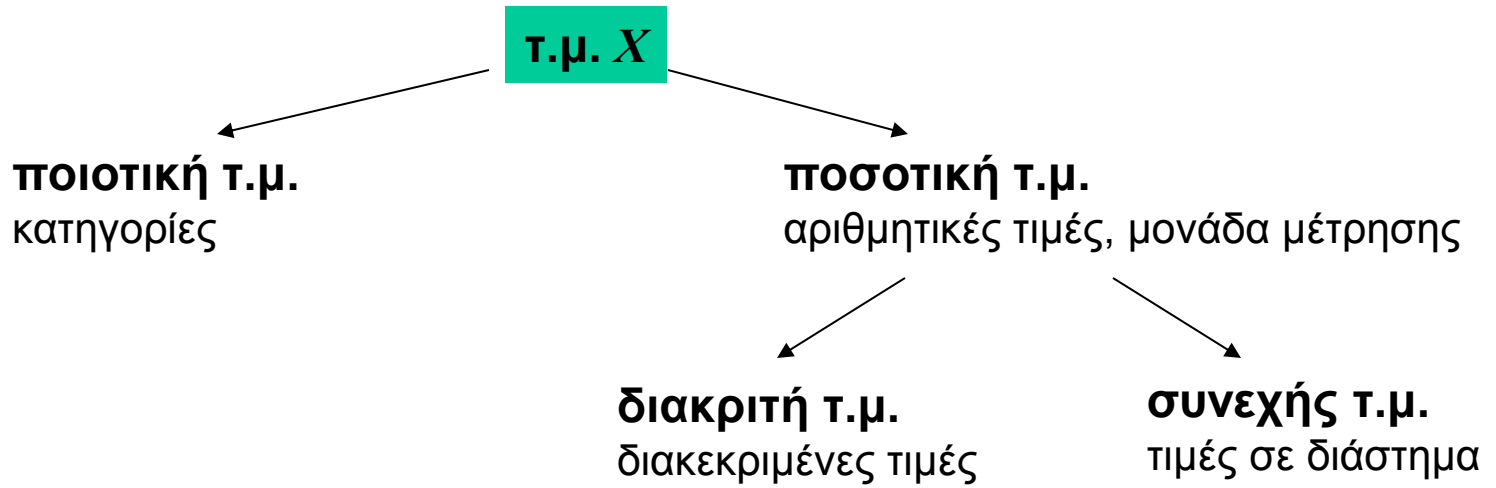 τ.μ. X
ποιοτική τ.μ.
κατηγορίες
ποσοτική τ.μ.
αριθμητικές τιμές, μονάδα μέτρησης
διακριτή τ.μ.
διακεκριμένες τιμές
συνεχής τ.μ.
τιμές σε διάστημα